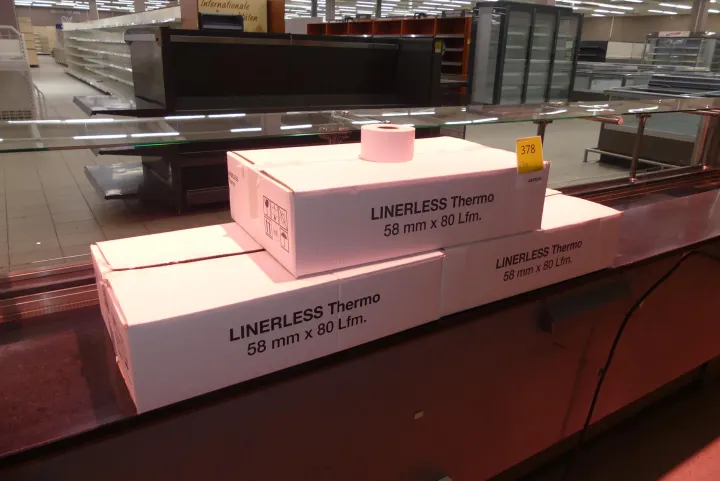 Internationale
378
LINERLESS Thermo
58 mm x 80 Lfm.
LINERLESS Thermo
58 mm x 80 Lfm.
LINERLESS Thermo
58 mm x 80 Lfm.